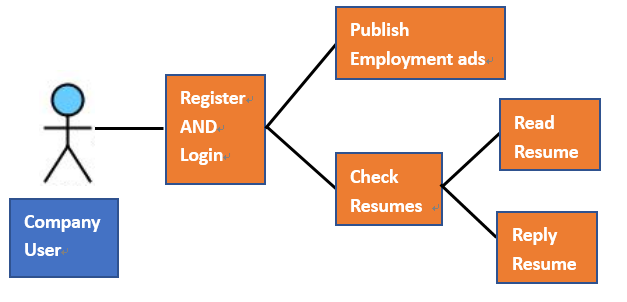 Publish
Employment ads
Register
AND
Login
Read
Resume
Check
Resumes
Company
User
Reply
Resume